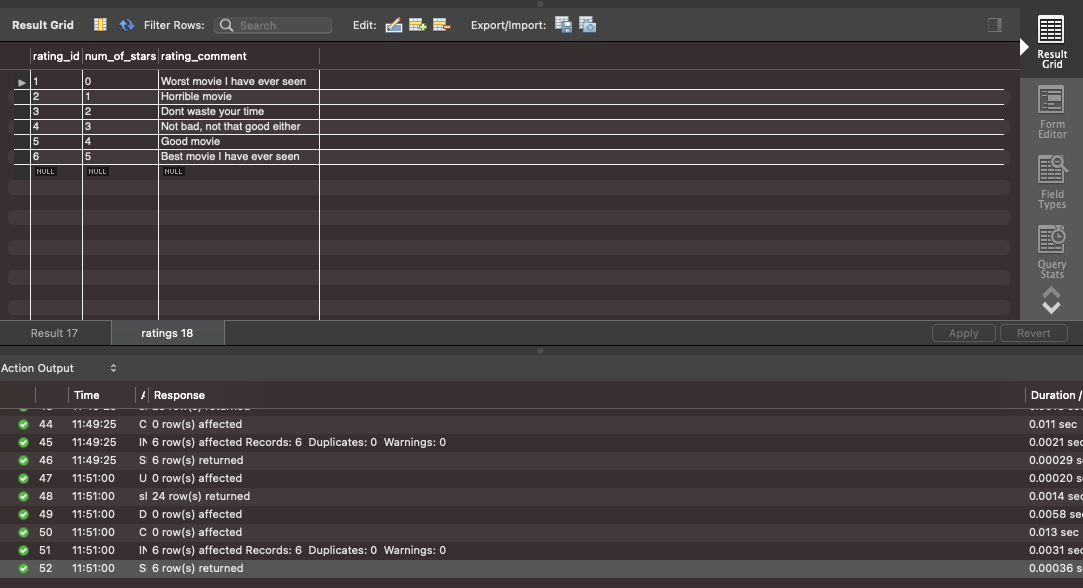 Result Grid Filter Rows: Search Edit: Export/Import:
rating_id num_of_stars rating_comment
1 0 Worst movie I have ever seen
2 1 Horrible movie
3 2 Dont waste your time
4 3 Not bad, not that good either
5 4 Good movie
6 5 Best movie I have ever seen
NULL NULL NULL
Result
Grid
Form
Editor
Field
Types
Query
Stats
Result 17 ratings 18 Apply Revert
Action Output
Time A Response Duration /
44 11:49:25 C 0 row(s) affected 0.011 sec
45 11:49:25 IN 6 row(s) affected Records: 6 Duplicates: 0 Warnings: 0 0.0021 se
46 11:49:25 S 6 row(s) returned 0.00029 s
47 11:51:00 U 0 row(s) affected 0.00020 s
48 11:51:00 sl 24 row(s) returned 0.0014 sec
49 11:51:00 D 0 row(s) affected 0.0058 sec
50 11:51:00 C 0 row(s) affected 0.013 sec
51 11:51:00 IN 6 row(s) affected Records: 6 Duplicates: 0 Warnings: 0 0.0031 sec
52 11:51:00 S 6 row(s) returned 0.00036 s